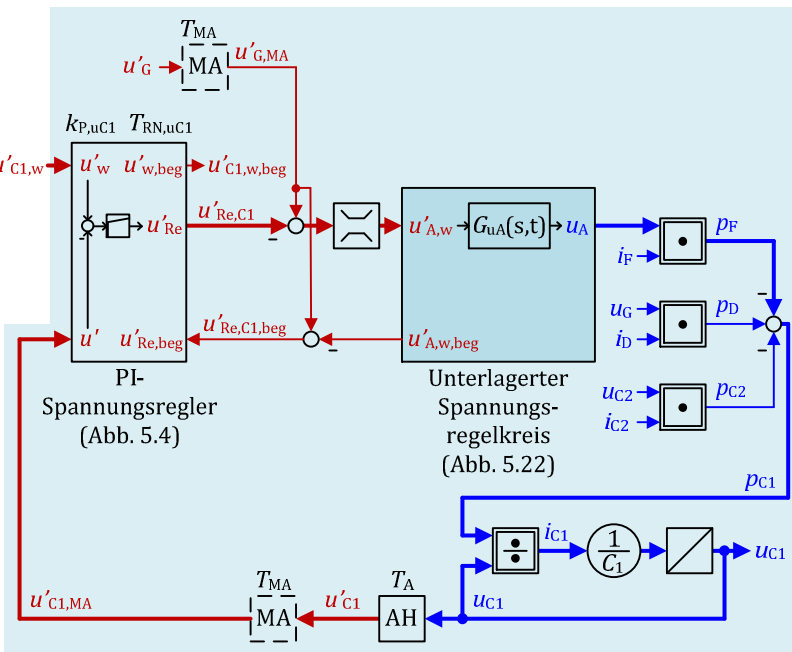 T_MA
u'_G MA u'_G,MA
k_P,uC1 T_RN,uC1
u'_C1,w u'_w u'_w,beg u'_C1,w,beg
u'_Re u'_Re,C1 - u'_A,w G_uA(s,t) u_A p_F
-
i_F
-
u_G p_D
u' u'_Re,beg u'_Re,C1,beg - u'_A,w,beg i_D
-
PI-
Spannungsregler
(Abb. 5.4)
Unterlagerter
Spannungs-
regelkreis
(Abb. 5.22)
u_C2 p_C2
i_C2
p_C1
÷ i_C1 1/C_1 u_C1
T_MA T_A
u'_C1,MA MA u'_C1 AH u_C1